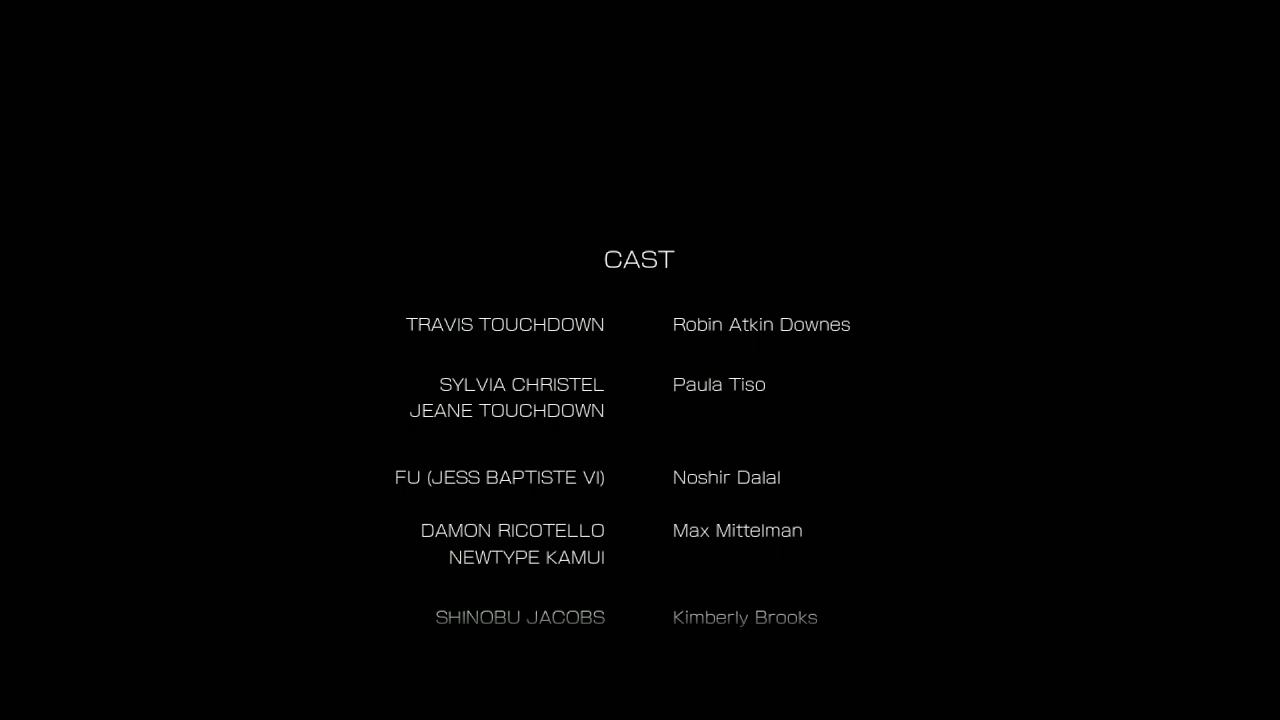 CAST
TRAVIS TOUCHDOWN Robin Atkin Downes
SYLVIA CHRISTEL Paula Tiso
JEANE TOUCHDOWN
FU (JESS BAPTISTE VI) Noshir Dalal
DAMON RICOTELLO Max Mittelman
NEWTYPE KAMUI
SHINOBU JACOBS Kimberly Brooks